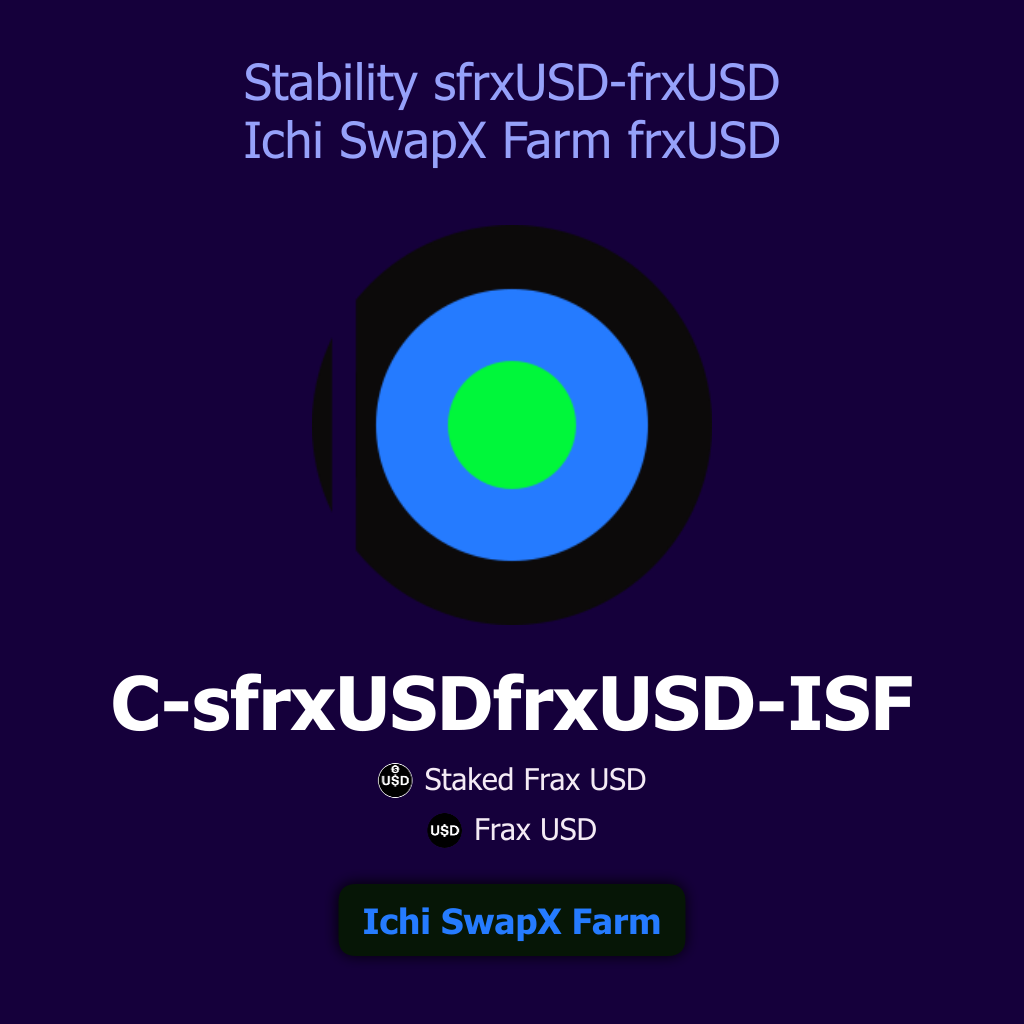 Stability sfrxUSD-frxUSD
Ichi SwapX Farm frxUSD
C-sfrxUSDfrxUSD-ISF
U$D Staked Frax USD
U$D Frax USD
Ichi SwapX Farm